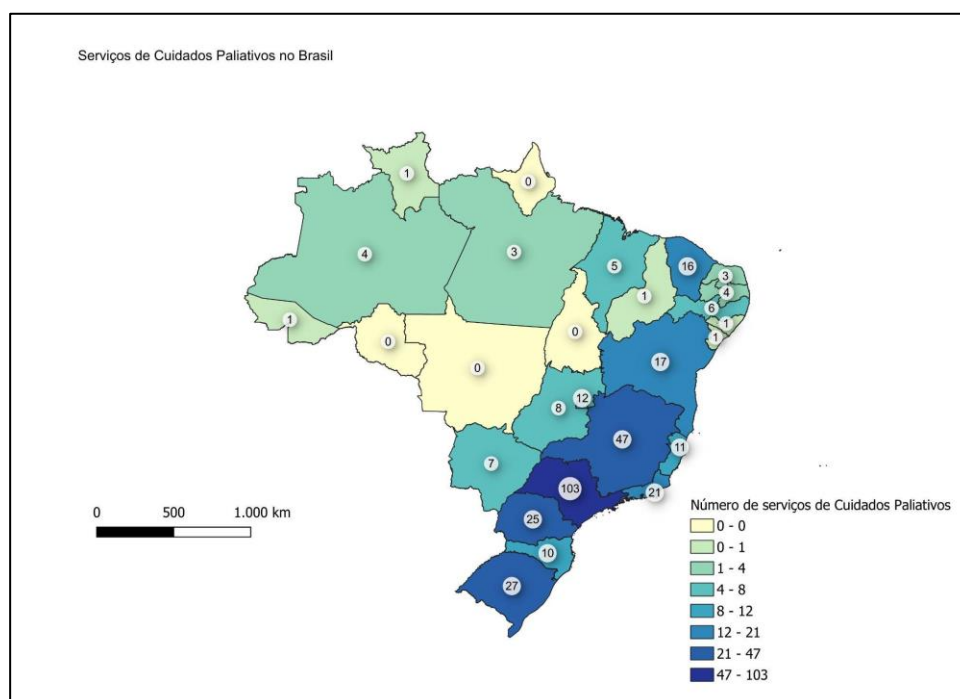 Serviços de Cuidados Paliativos no Brasil
1
0
4
3
5
1
16
3
4
6
1
1
1
0
0
0
17
8
12
47
11
7
103
21
25
10
27
0 500 1.000 km
Número de serviços de Cuidados Paliativos
0 - 0
0 - 1
1 - 4
4 - 8
8 - 12
12 - 21
21 - 47
47 - 103